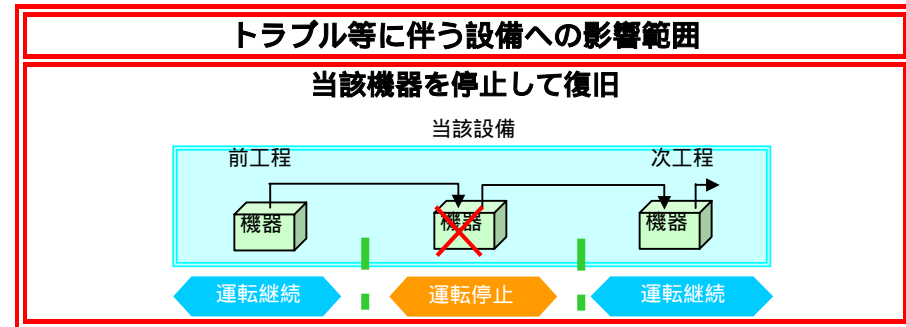 トラブル等に伴う設備への影響範囲
当該機器を停止して復旧
当該設備
前工程
次工程
機器
機器
機器
運転継続
運転停止
運転継続